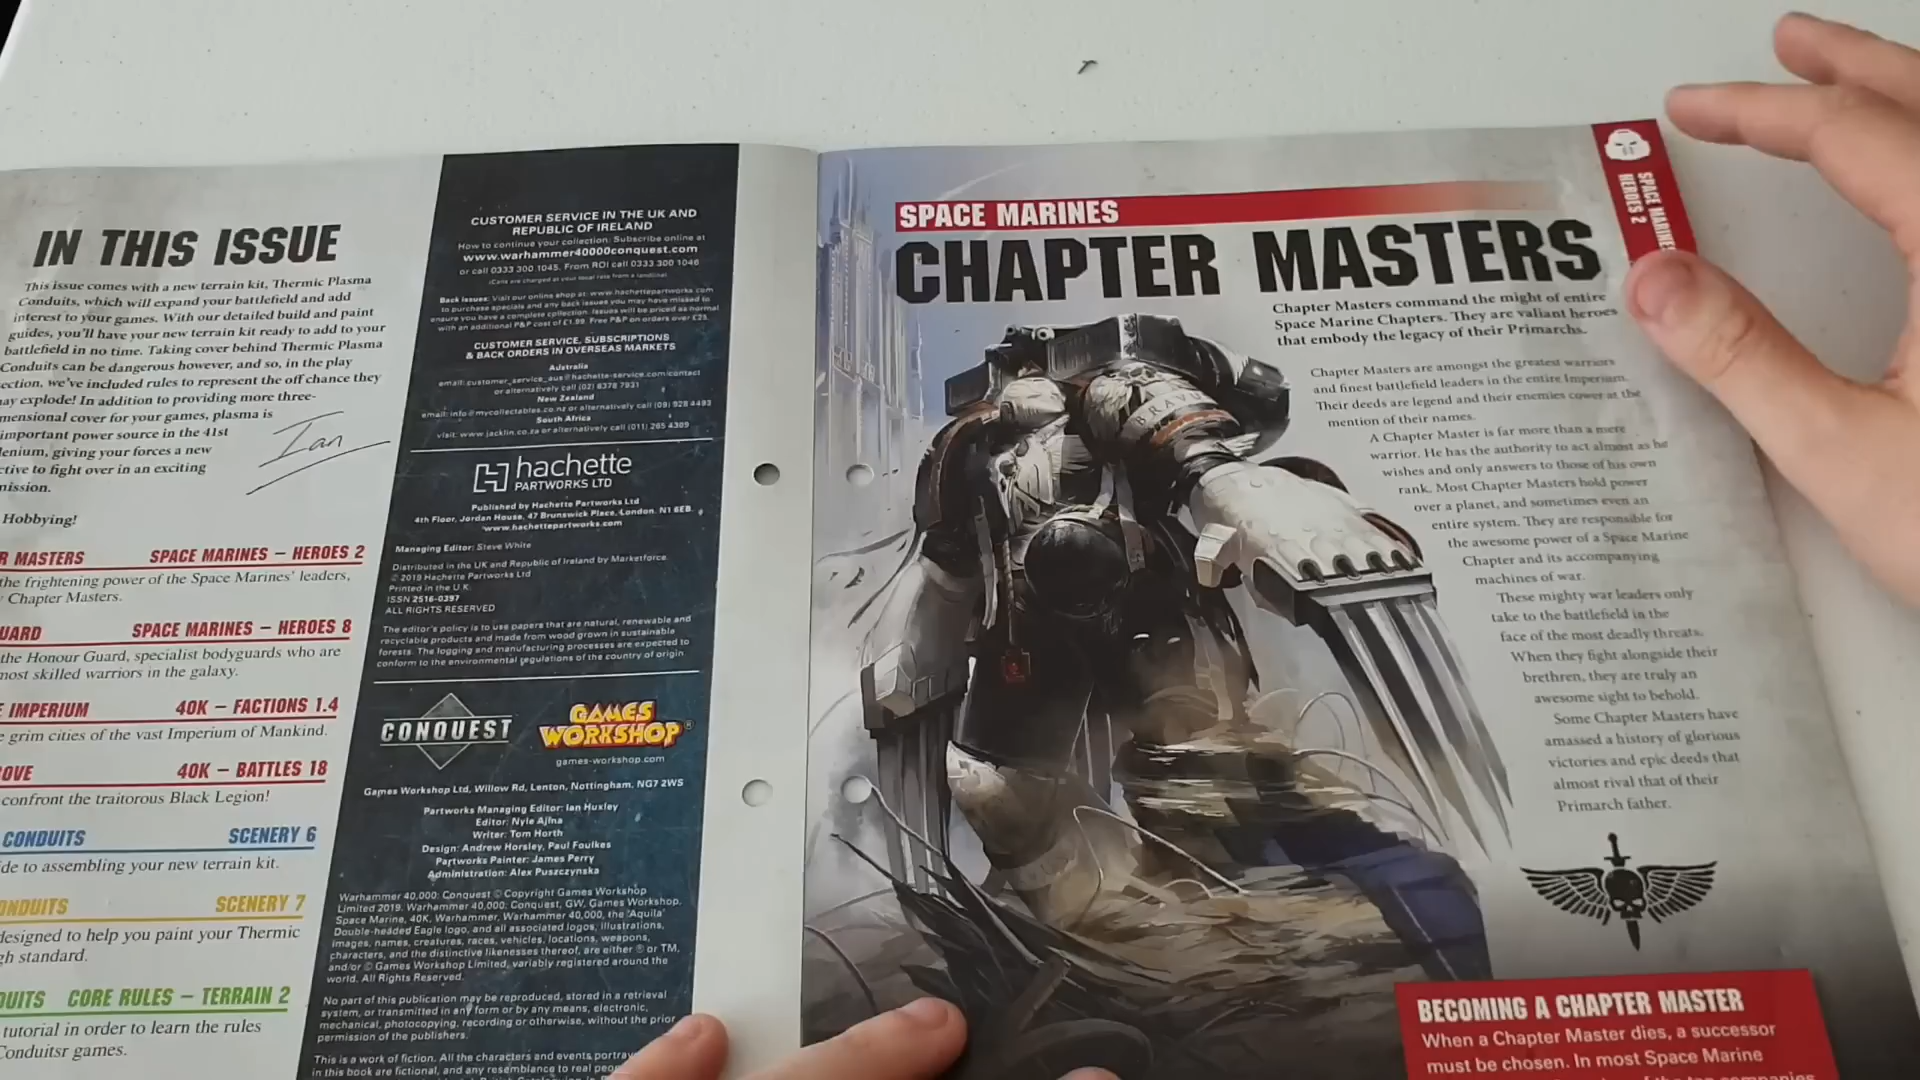 IN THIS ISSUE
This issue comes with a new terrain kit, Thermic Plasma
Conduits, which will expand your battlefield and add
interest to your games. With our detailed build and paint
guides, you'll have your new terrain kit ready to add to your
battlefield in no time. Taking cover behind Thermic Plasma
Conduits can be dangerous however, and so, in the play
ection, we've included rules to represent the off chance they
ay explode! In addition to providing more three-
mensional cover for your games, plasma is
important power source in the 41st
lenium, giving your forces a new
ctive to fight over in an exciting
mission.
Ian
Hobbying!
R MASTERS SPACE MARINES – HEROES 2
the frightening power of the Space Marines' leaders,
Chapter Masters.
UARD SPACE MARINES – HEROES 8
the Honour Guard, specialist bodyguards who are
most skilled warriors in the galaxy.
E IMPERIUM 40K – FACTIONS 1.4
e grim cities of the vast Imperium of Mankind.
OVE 40K – BATTLES 18
confront the traitorous Black Legion!
CONDUITS SCENERY 6
ide to assembling your new terrain kit.
ONDUITS SCENERY 7
designed to help you paint your Thermic
gh standard.
DUITS CORE RULES – TERRAIN 2
tutorial in order to learn the rules
Conduitsr games.
CUSTOMER SERVICE IN THE UK AND
REPUBLIC OF IRELAND
How to continue your collection: Subscribe online at
www.warhammer40000conquest.com
or call 0333 300 1045. From ROI call 0333 300 1046
(Calls are charged at your local rate from a landline)
Back issues: Visit our online shop at: www.hachettepartworks.com
to purchase specials and any back issues you may have missed to
ensure you have a complete collection. Issues will be priced as normal
with an additional P&P cost of £1.99. Free P&P on orders over £25.
CUSTOMER SERVICE, SUBSCRIPTIONS
& BACK ORDERS IN OVERSEAS MARKETS
Australia
email: customer_service_aus@hachette-service.com/contact
or alternatively call (02) 8378 7931
New Zealand
email: info@mycollectables.co.nz or alternatively call (09) 928 4493
South Africa
visit: www.jacklin.co.za or alternatively call (011) 265 4309
hachette
PARTWORKS LTD
Published by Hachette Partworks Ltd
4th Floor, Jordan House, 47 Brunswick Place, London, N1 6EB.
www.hachettepartworks.com
Managing Editor: Steve White
Distributed in the UK and Republic of Ireland by Marketforce.
© 2019 Hachette Partworks Ltd
Printed in the U.K.
ISSN 2516-0397
ALL RIGHTS RESERVED
The editor's policy is to use papers that are natural, renewable and
recyclable products and made from wood grown in sustainable
forests. The logging and manufacturing processes are expected to
conform to the environmental regulations of the country of origin.
CONQUEST
GAMES
WORKSHOP®
games-workshop.com
Games Workshop Ltd, Willow Rd, Lenton, Nottingham, NG7 2WS
Partworks Managing Editor: Ian Huxley
Editor: Nyle Ajina
Writer: Tom Horth
Design: Andrew Horsley, Paul Foulkes
Partworks Painter: James Perry
Administration: Alex Puszczynska
Warhammer 40,000: Conquest © Copyright Games Workshop
Limited 2019. Warhammer 40,000: Conquest, GW, Games Workshop,
Space Marine, 40K, Warhammer, Warhammer 40,000, the 'Aquila'
Double-headed Eagle logo, and all associated logos, illustrations,
images, names, creatures, races, vehicles, locations, weapons,
characters, and the distinctive likenesses thereof, are either ® or TM,
and/or © Games Workshop Limited, variably registered around the
world. All Rights Reserved.
No part of this publication may be reproduced, stored in a retrieval
system, or transmitted in any form or by any means, electronic,
mechanical, photocopying, recording or otherwise, without the prior
permission of the publishers.
This is a work of fiction. All the characters and events portray
in this book are fictional, and any resemblance to real peo
SPACE MARINES
CHAPTER MASTERS
SPACE MARINES
HEROES 2
Chapter Masters command the might of entire
Space Marine Chapters. They are valiant heroes
that embody the legacy of their Primarchs.
Chapter Masters are amongst the greatest warriors
and finest battlefield leaders in the entire Imperium.
Their deeds are legend and their enemies cower at the
mention of their names.
A Chapter Master is far more than a mere
warrior. He has the authority to act almost as he
wishes and only answers to those of his own
rank. Most Chapter Masters hold power
over a planet, and sometimes even an
entire system. They are responsible for
the awesome power of a Space Marine
Chapter and its accompanying
machines of war.
These mighty war leaders only
take to the battlefield in the
face of the most deadly threats.
When they fight alongside their
brethren, they are truly an
awesome sight to behold.
Some Chapter Masters have
amassed a history of glorious
victories and epic deeds that
almost rival that of their
Primarch father.
BRAVU
BECOMING A CHAPTER MASTER
When a Chapter Master dies, a successor
must be chosen. In most Space Marine